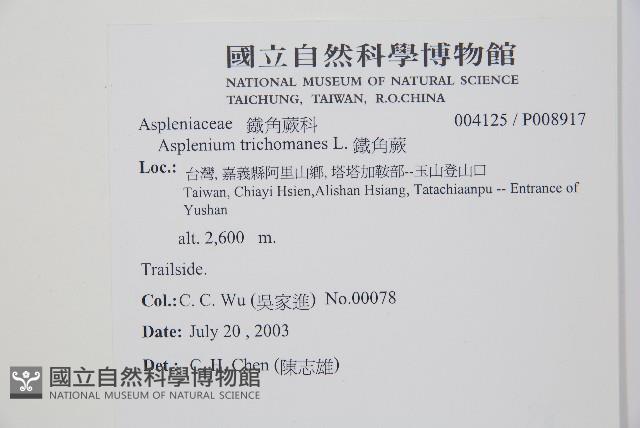 國立自然科學博物館
NATIONAL MUSEUM OF NATURAL SCIENCE
TAICHUNG, TAIWAN, R.O.CHINA
Aspleniaceae 鐵角蕨科 004125 / P008917
Asplenium trichomanes L. 鐵角蕨
Loc.: 台灣, 嘉義縣阿里山鄉, 塔塔加鞍部--玉山登山口
Taiwan, Chiayi Hsien,Alishan Hsiang, Tatachiaanpu -- Entrance of
Yushan
alt. 2,600 m.
Trailside.
Col.: C. C. Wu (吳家進) No.00078
Date: July 20 , 2003
Det.: C. H. Chen (陳志雄)
國立自然科學博物館
NATIONAL MUSEUM OF NATURAL SCIENCE